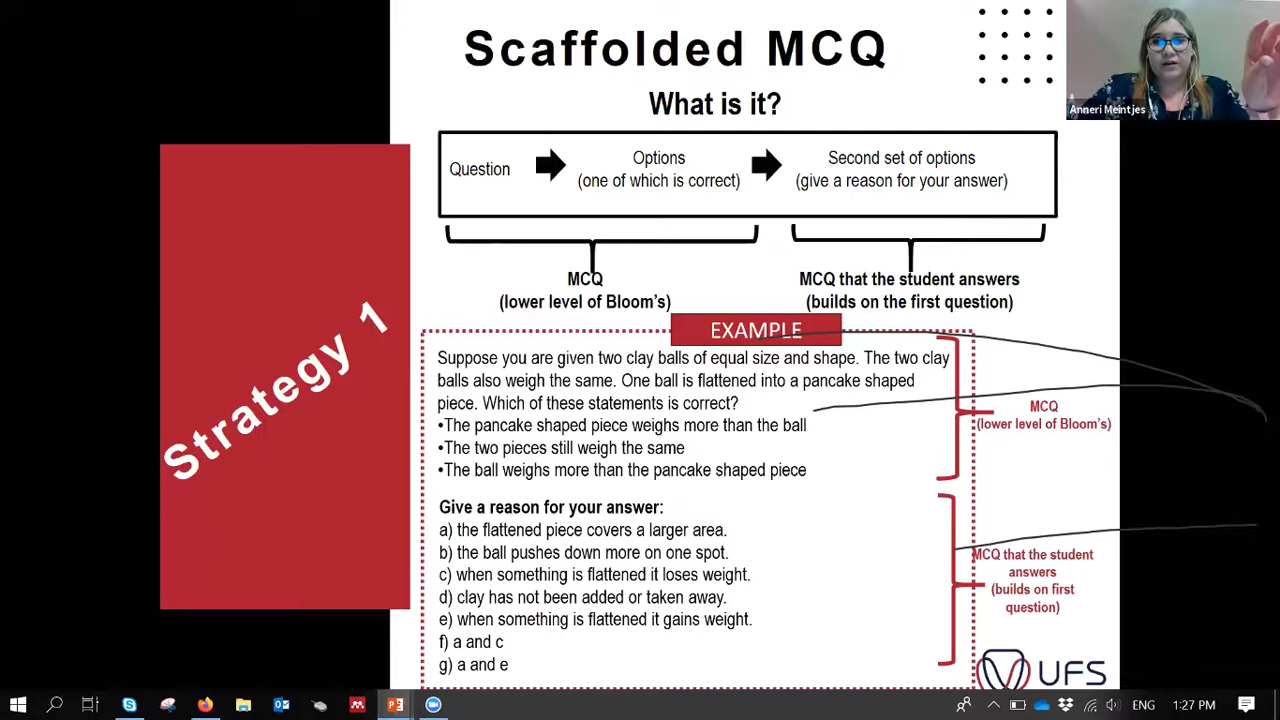 Scaffolded MCQ
What is it?
Anneri Meintjes
Question
Options
(one of which is correct)
Second set of options
(give a reason for your answer)
MCQ
(lower level of Bloom's)
MCQ that the student answers
(builds on the first question)
Strategy 1
EXAMPLE
Suppose you are given two clay balls of equal size and shape. The two clay
balls also weigh the same. One ball is flattened into a pancake shaped
piece. Which of these statements is correct?
•The pancake shaped piece weighs more than the ball
•The two pieces still weigh the same
•The ball weighs more than the pancake shaped piece
MCQ
(lower level of Bloom's)
Give a reason for your answer:
a) the flattened piece covers a larger area.
b) the ball pushes down more on one spot.
c) when something is flattened it loses weight.
d) clay has not been added or taken away.
e) when something is flattened it gains weight.
f) a and c
g) a and e
MCQ that the student
answers
(builds on first
question)
UFS
ENG
1:27 PM